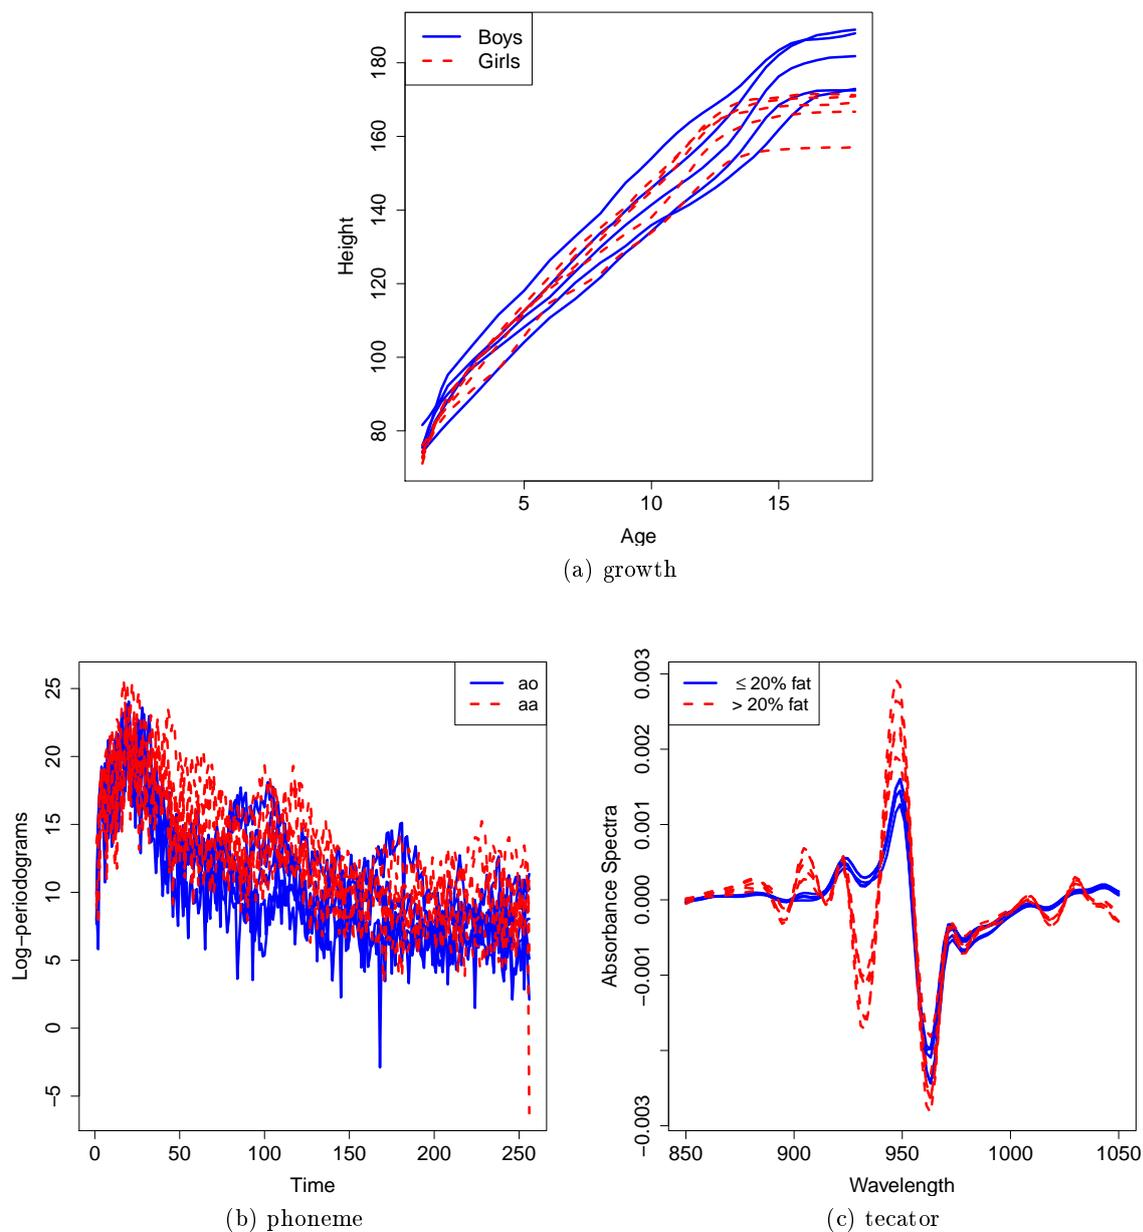 Boys
Girls
180
160
140
120
100
80
Height
5 10 15
Age
(a) growth
ao
aa
25
20
15
10
5
0
−5
Log−periodograms
0 50 100 150 200 250
Time
(b) phoneme
≤ 20% fat
> 20% fat
0.003
0.002
0.001
0.000
−0.001
−0.003
Absorbance Spectra
850 900 950 1000 1050
Wavelength
(c) tecator